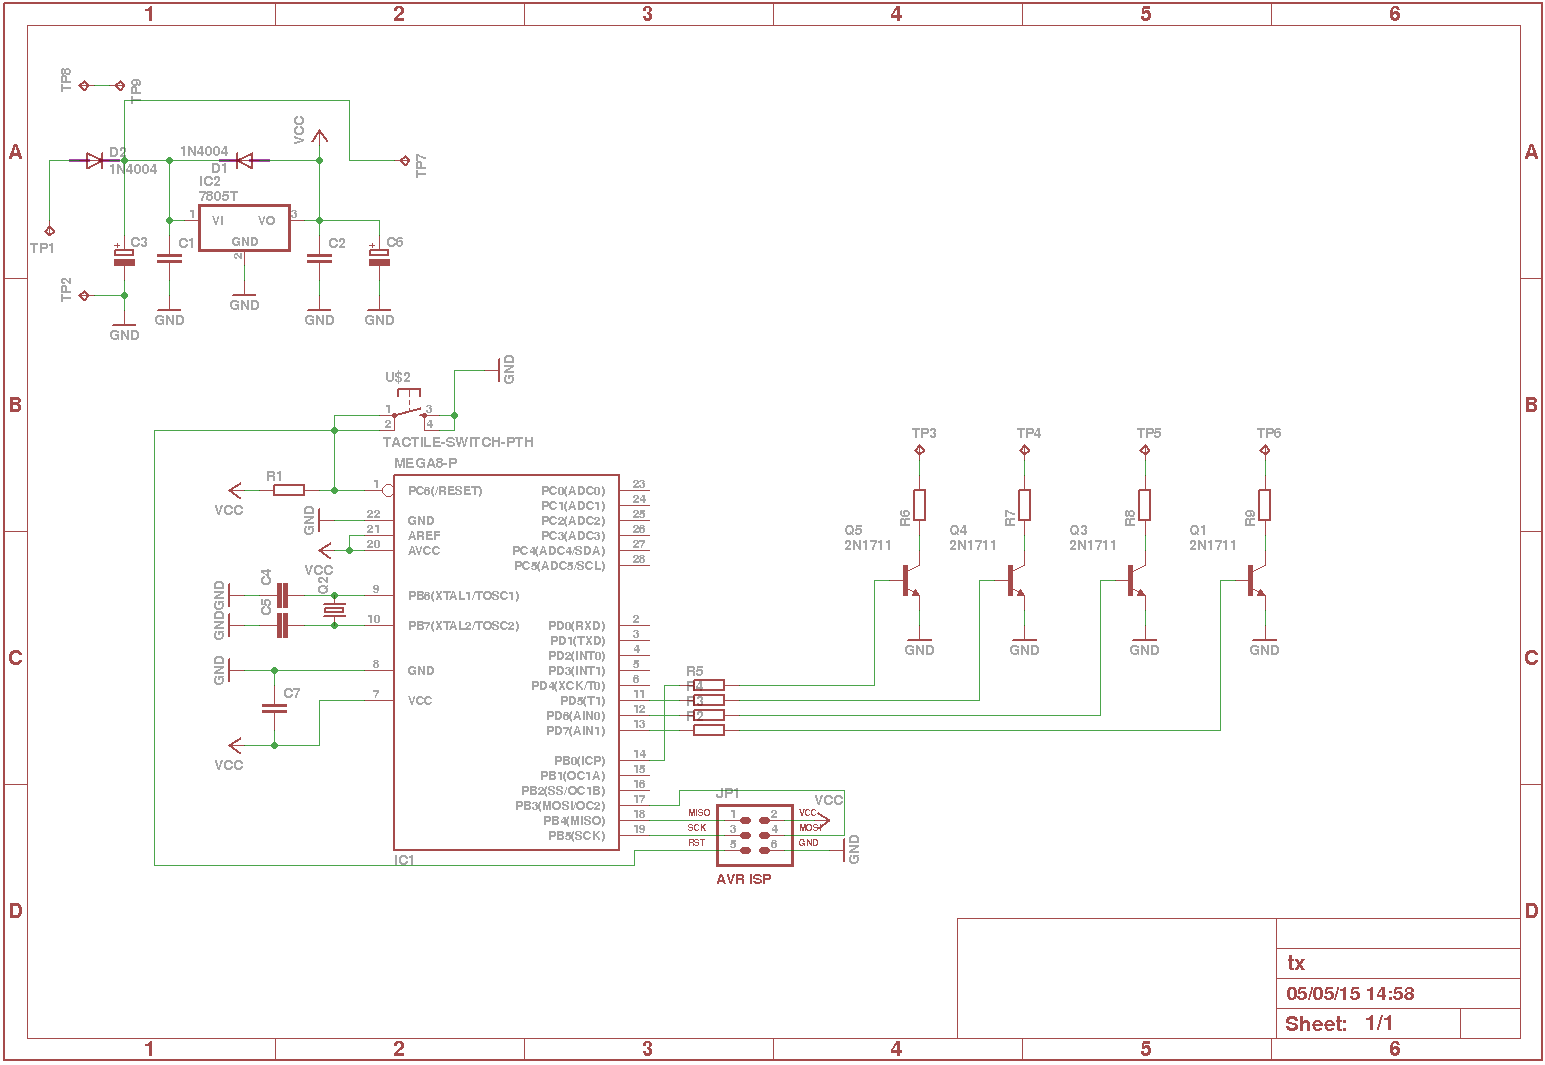 1 2 3 4 5 6
A
B
C
D
A
B
C
D
1 2 3 4 5 6
TP8
TP9
D2
1N4004
1N4004
D1
VCC
TP7
IC2
7805T
1 VI VO 3
GND
2
TP1
TP2
C3
C1
C2
C6
+
+
GND
GND
GND
GND
GND
U$2
GND
1 3
2 4
TACTILE-SWITCH-PTH
MEGA8-P
R1
VCC
1 PC6(/RESET)
GND
22 GND
21 AREF
20 AVCC
VCC
C4
C5
Q2
GND
GND
9 PB6(XTAL1/TOSC1)
10 PB7(XTAL2/TOSC2)
GND
8 GND
C7
7 VCC
VCC
PC0(ADC0) 23
PC1(ADC1) 24
PC2(ADC2) 25
PC3(ADC3) 26
PC4(ADC4/SDA) 27
PC5(ADC5/SCL) 28
PD0(RXD) 2
PD1(TXD) 3
PD2(INT0) 4
PD3(INT1) 5
PD4(XCK/T0) 6
PD5(T1) 11
PD6(AIN0) 12
PD7(AIN1) 13
PB0(ICP) 14
PB1(OC1A) 15
PB2(SS/OC1B) 16
PB3(MOSI/OC2) 17
PB4(MISO) 18
PB5(SCK) 19
IC1
R5
R4
R3
R2
TP3
TP4
TP5
TP6
R6
R7
R8
R9
Q5
2N1711
Q4
2N1711
Q3
2N1711
Q1
2N1711
GND
GND
GND
GND
JP1
VCC
MISO 1 2 VCC
SCK 3 4 MOSI
RST 5 6 GND
GND
AVR ISP
tx
05/05/15 14:58
Sheet: 1/1